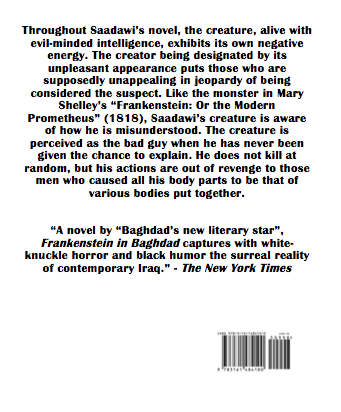 Throughout Saadawi's novel, the creature, alive with
evil-minded intelligence, exhibits its own negative
energy. The creator being designated by its
unpleasant appearance puts those who are
supposedly unappealing in jeopardy of being
considered the suspect. Like the monster in Mary
Shelley's "Frankenstein: Or the Modern
Prometheus" (1818), Saadawi's creature is aware
of how he is misunderstood. The creature is
perceived as the bad guy when he has never been
given the chance to explain. He does not kill at
random, but his actions are out of revenge to those
men who caused all his body parts to be that of
various bodies put together.
"A novel by "Baghdad's new literary star",
Frankenstein in Baghdad captures with white-
knuckle horror and black humor the surreal reality
of contemporary Iraq." - The New York Times